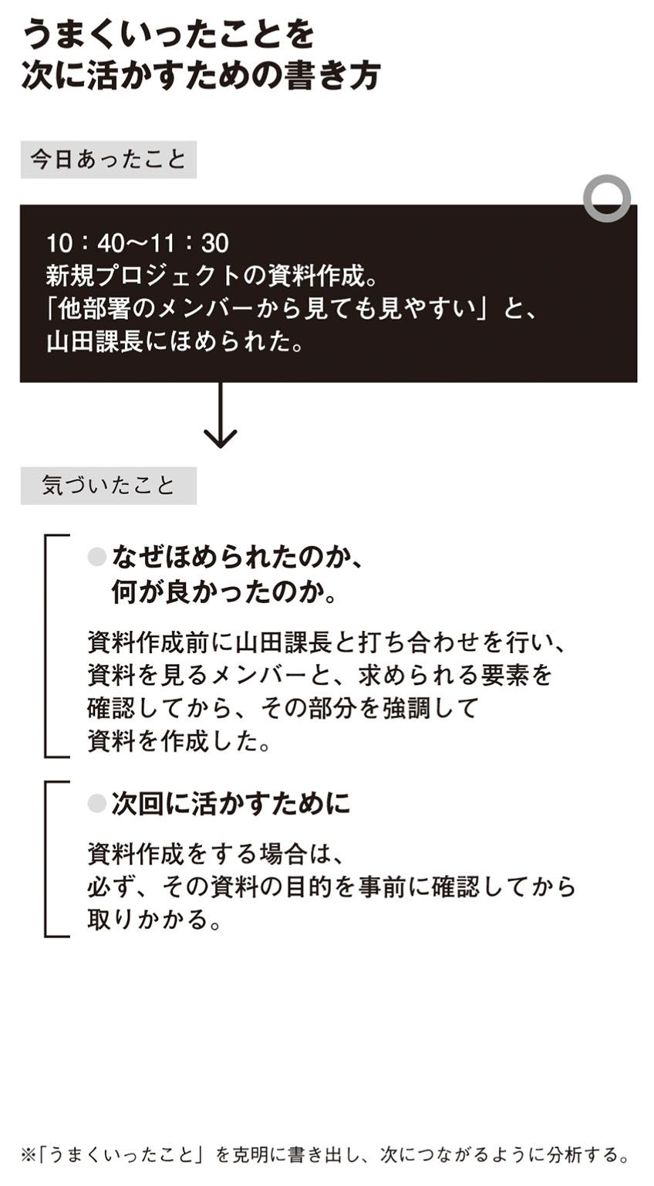 うまくいったことを
次に活かすための書き方
今日あったこと
10：40〜11：30
新規プロジェクトの資料作成。
「他部署のメンバーから見ても見やすい」と、
山田課長にほめられた。
気づいたこと
●なぜほめられたのか、
何が良かったのか。
資料作成前に山田課長と打ち合わせを行い、
資料を見るメンバーと、求められる要素を
確認してから、その部分を強調して
資料を作成した。
●次回に活かすために
資料作成をする場合は、
必ず、その資料の目的を事前に確認してから
取りかかる。
※「うまくいったこと」を克明に書き出し、次につながるように分析する。